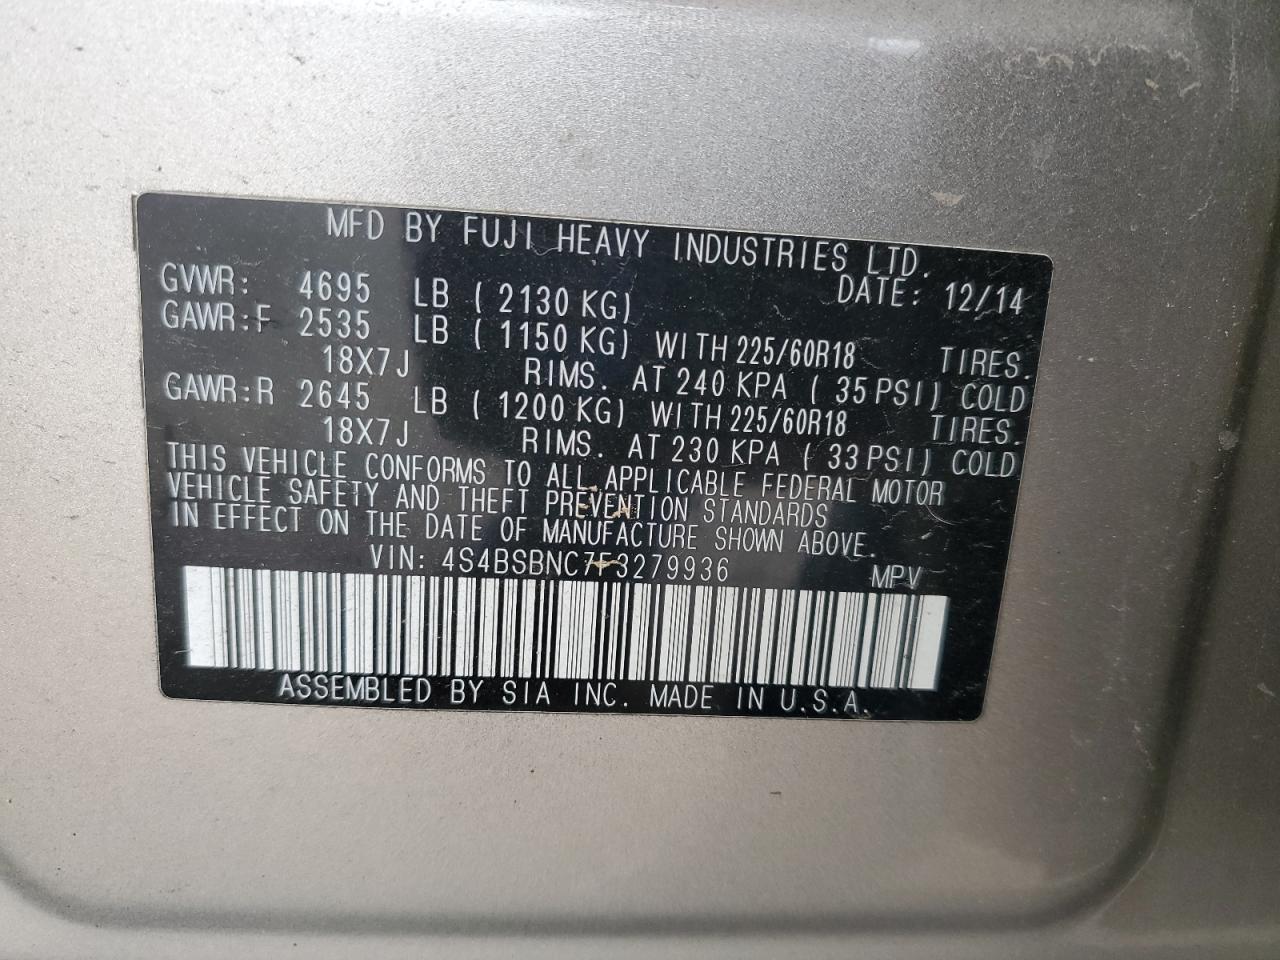 MFD BY FUJI HEAVY INDUSTRIES LTD.
GVWR: 4695 LB ( 2130 KG) DATE: 12/14
GAWR:F 2535 LB ( 1150 KG) WITH 225/60R18 TIRES.
18X7J RIMS. AT 240 KPA ( 35 PSI) COLD
GAWR:R 2645 LB ( 1200 KG) WITH 225/60R18 TIRES.
18X7J RIMS. AT 230 KPA ( 33 PSI) COLD
THIS VEHICLE CONFORMS TO ALL APPLICABLE FEDERAL MOTOR
VEHICLE SAFETY AND THEFT PREVENTION STANDARDS
IN EFFECT ON THE DATE OF MANUFACTURE SHOWN ABOVE.
VIN: 4S4BSBNC7F3279936 MPV
ASSEMBLED BY SIA INC. MADE IN U.S.A.